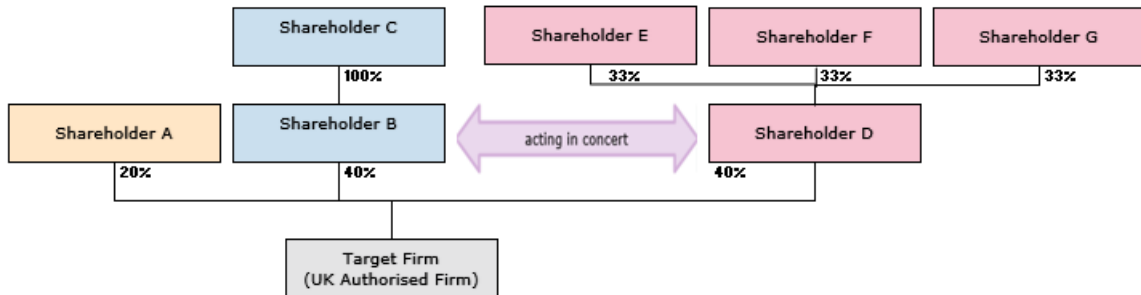 Shareholder C
Shareholder E
Shareholder F
Shareholder G
100%
33%
33%
33%
Shareholder A
Shareholder B
acting in concert
Shareholder D
20%
40%
40%
Target Firm
(UK Authorised Firm)